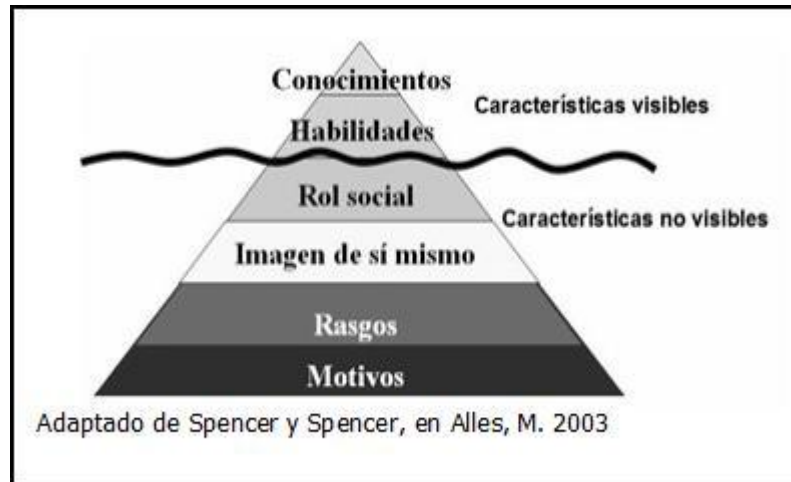 Conocimientos
Características visibles
Habilidades
Rol social
Características no visibles
Imagen de sí mismo
Rasgos
Motivos
Adaptado de Spencer y Spencer, en Alles, M. 2003